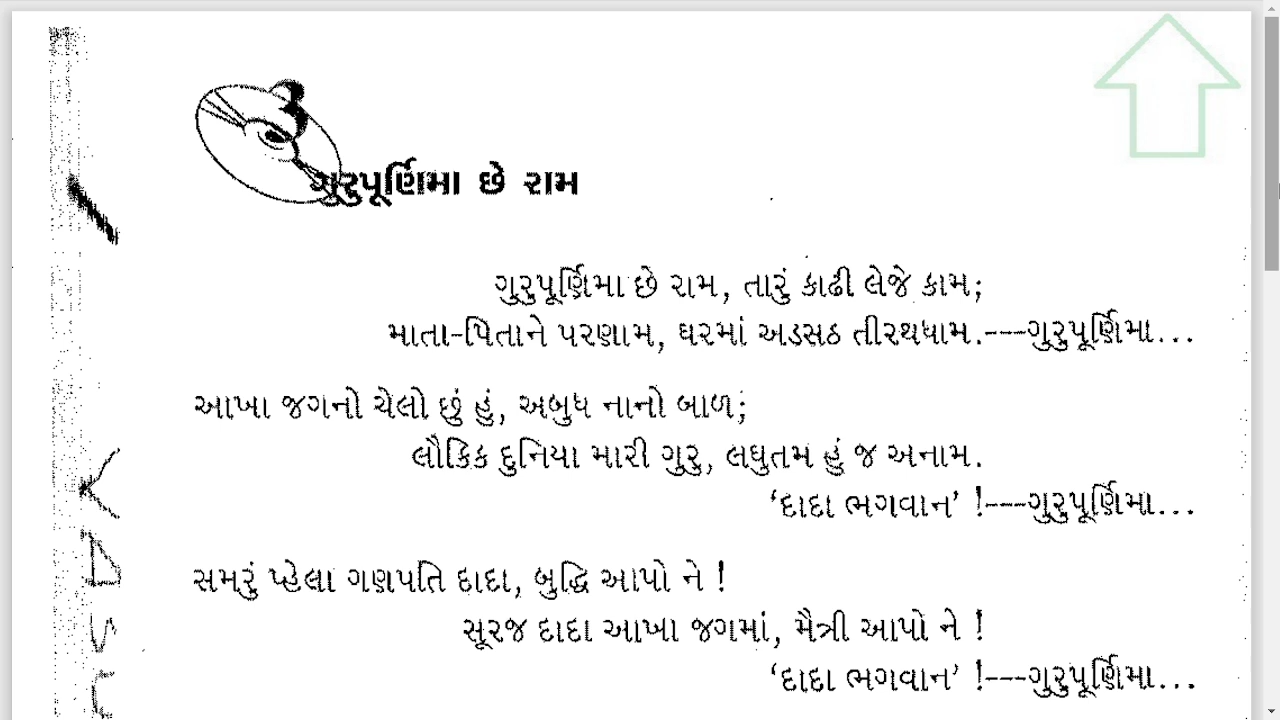 ગુરુપૂર્ણિમા છે રામ
ગુરુપૂર્ણિમા છે રામ, તારું કાઢી લેજે કામ;
માતા-પિતાને પરણામ, ઘરમાં અડસઠ તીરથધામ.---ગુરુપૂર્ણિમા...
આખા જગનો ચેલો છું હું, અબુધ નાનો બાળ;
લૌકિક દુનિયા મારી ગુરુ, લઘુતમ હું જ અનામ.
‘દાદા ભગવાન’ !---ગુરુપૂર્ણિમા...
સમરું પ્હેલા ગણપતિ દાદા, બુદ્ધિ આપો ને !
સૂરજ દાદા આખા જગમાં, મૈત્રી આપો ને !
‘દાદા ભગવાન’ !---ગુરુપૂર્ણિમા...